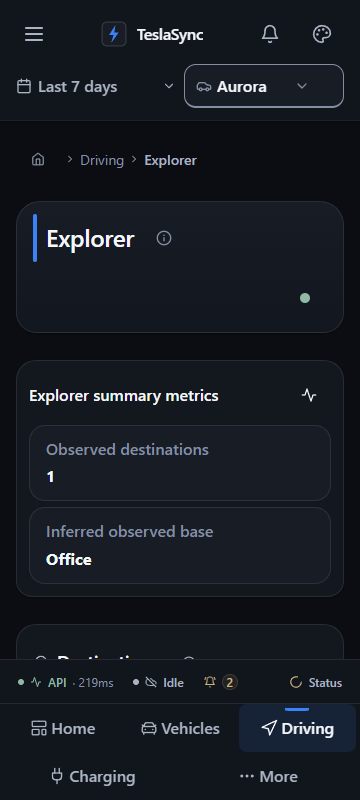 TeslaSync
Last 7 days
Aurora
Driving
Explorer
Explorer
Explorer summary metrics
Observed destinations
1
Inferred observed base
Office
API · 219ms
Idle
2
Status
Home
Vehicles
Driving
Charging
More